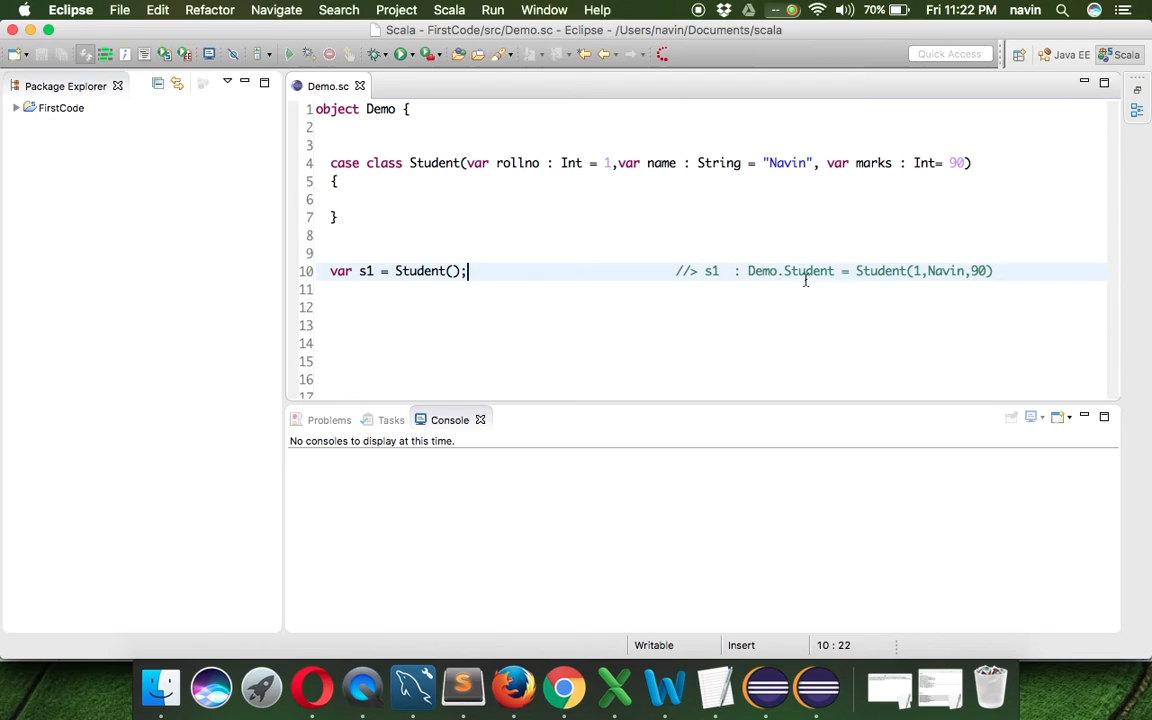 Eclipse File Edit Refactor Navigate Search Project Scala Run Window Help 70% Fri 11:22 PM navin
Scala - FirstCode/src/Demo.sc - Eclipse - /Users/navin/Documents/scala
Quick Access Java EE Scala
Package Explorer
FirstCode
Demo.sc
1 object Demo {
2
3
4 case class Student(var rollno : Int = 1,var name : String = "Navin", var marks : Int= 90)
5 {
6
7 }
8
9
10 var s1 = Student(); //> s1 : Demo.Student = Student(1,Navin,90)
11
12
13
14
15
16
17
Problems Tasks Console
No consoles to display at this time.
Writable Insert 10 : 22